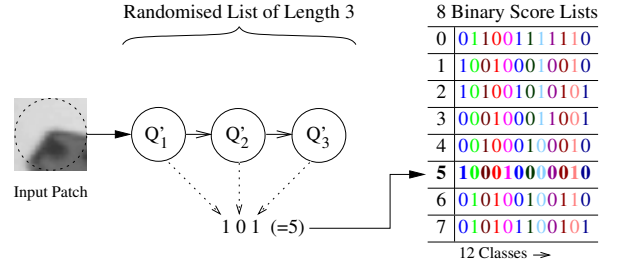 Randomised List of Length 3
8 Binary Score Lists
0 011001111110
1 100100010010
2 101001010101
3 000100011001
4 001000100010
5 100010000010
6 010100100110
7 010101100101
12 Classes
Q'1 Q'2 Q'3
Input Patch
1 0 1 (=5)